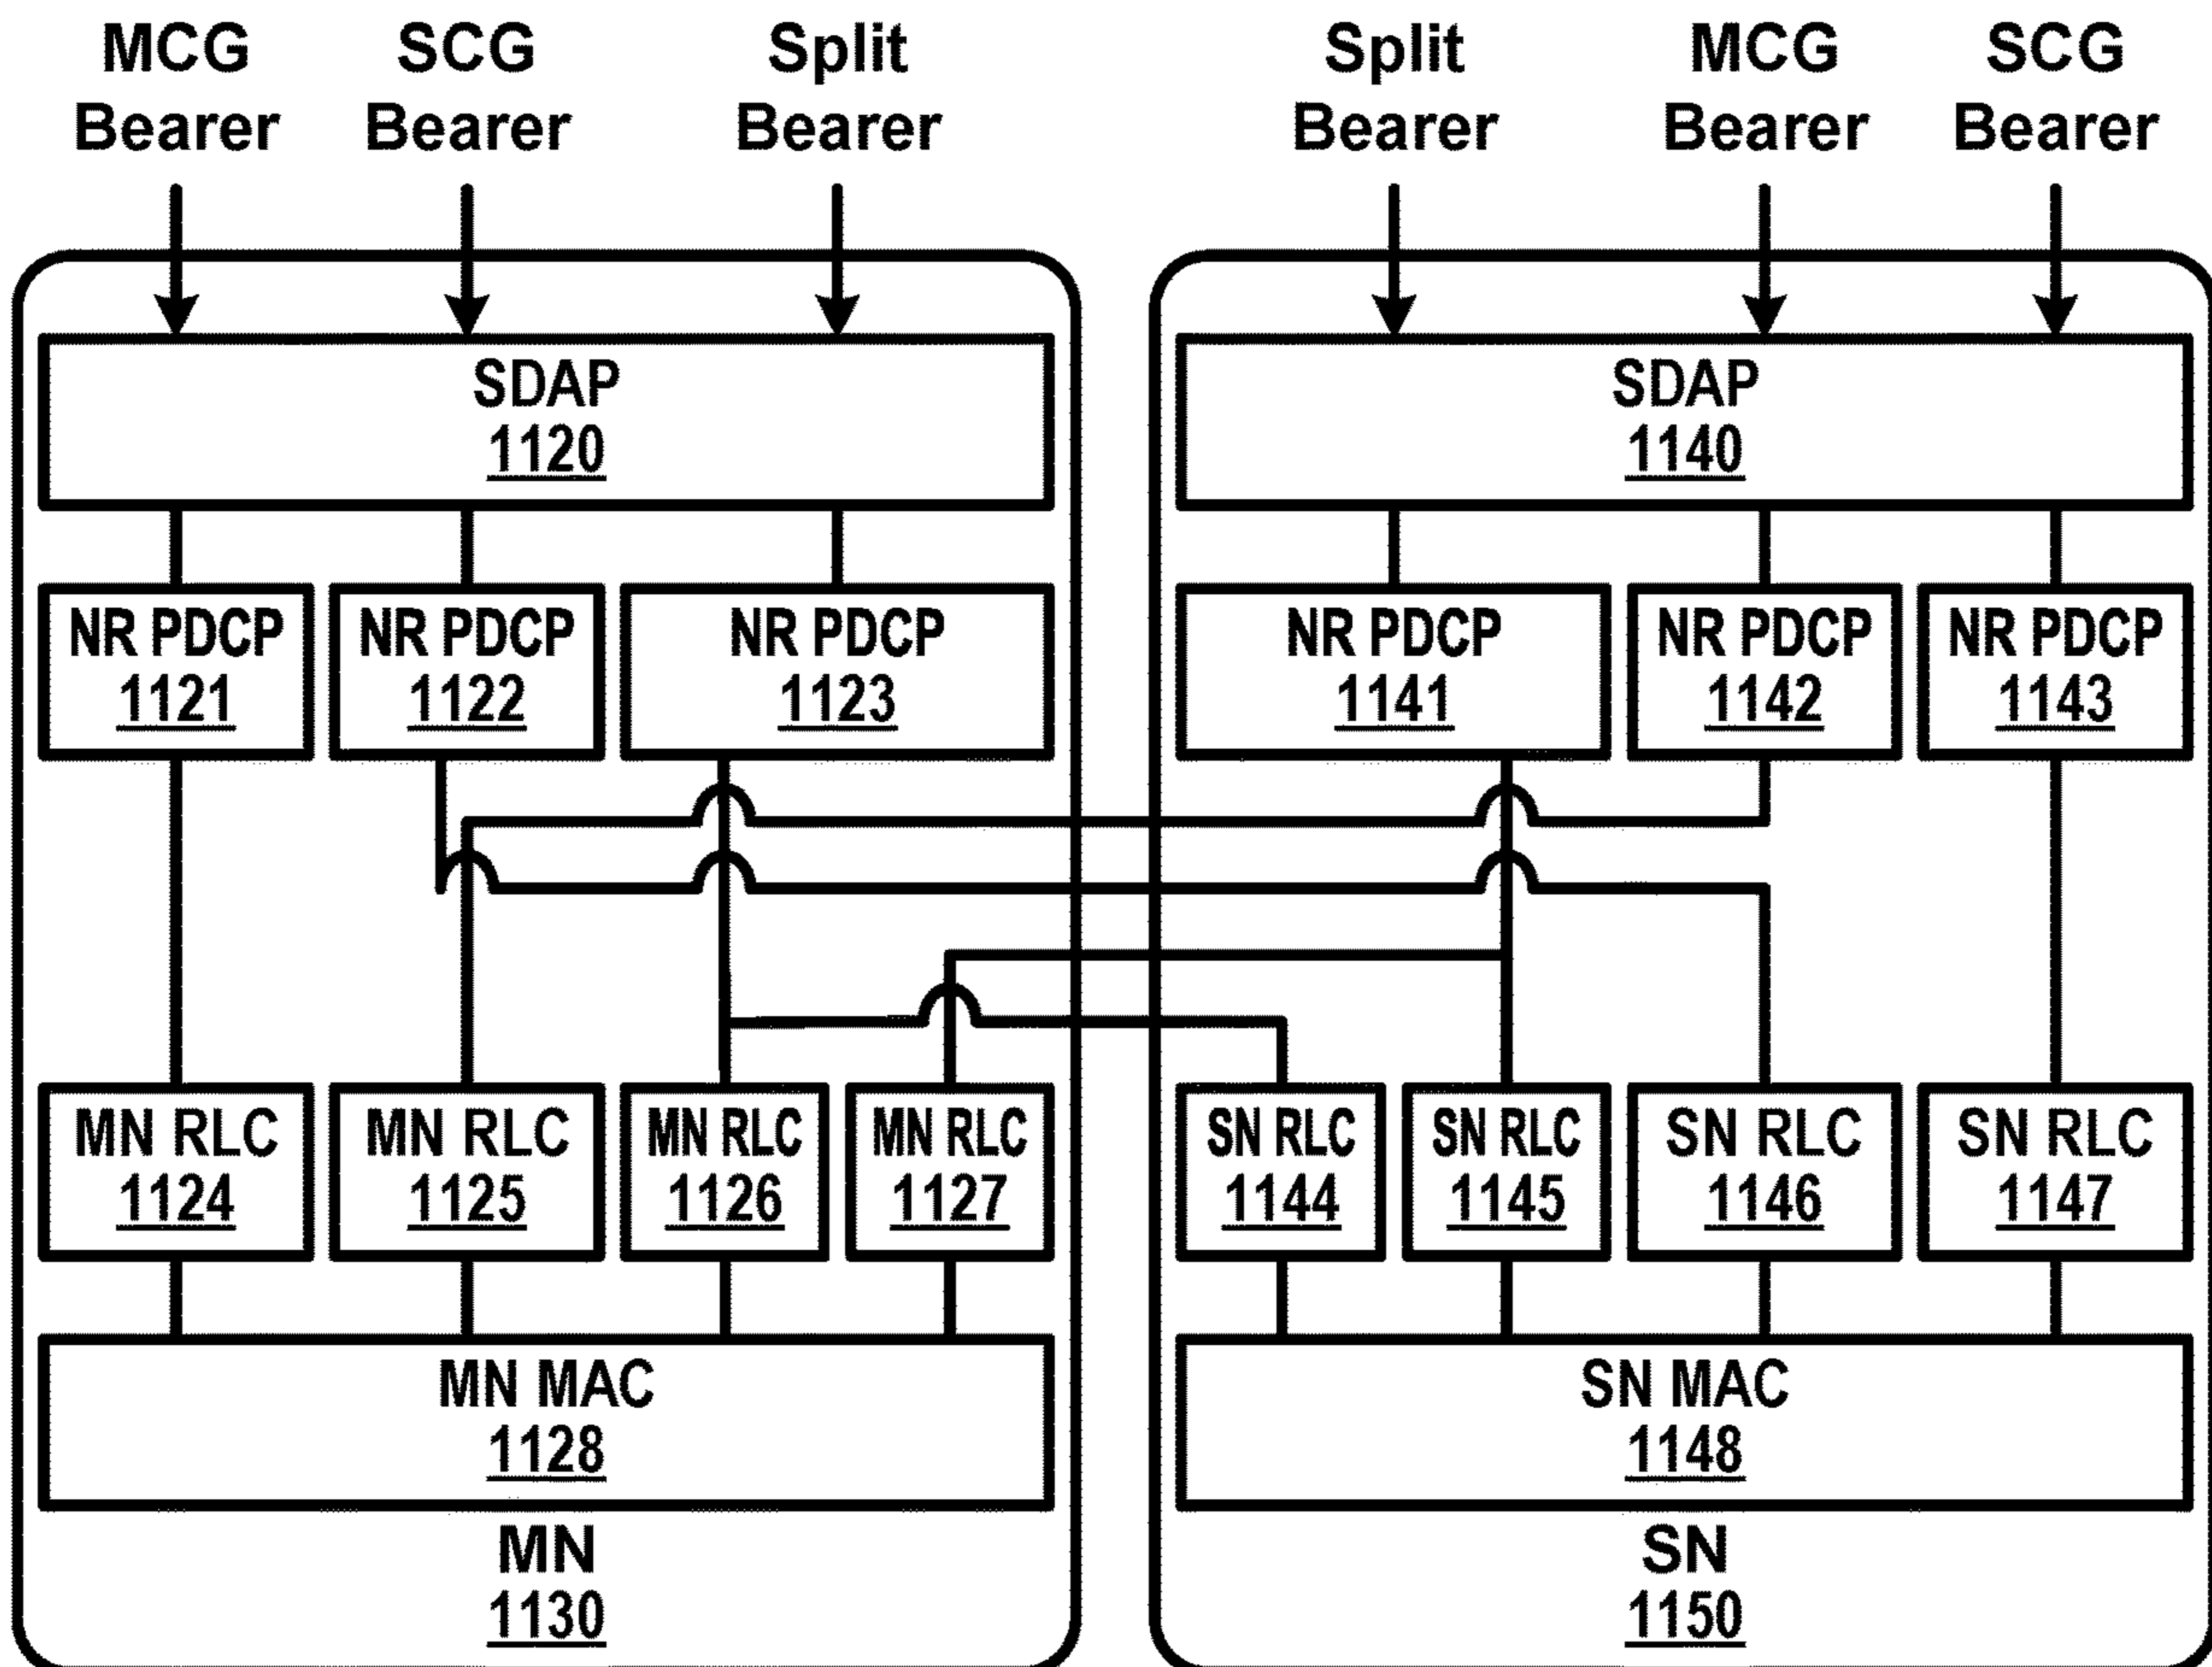 MCG
Bearer
SCG
Bearer
Split
Bearer
Split
Bearer
MCG
Bearer
SCG
Bearer
SDAP
1120
SDAP
1140
NR PDCP
1121
NR PDCP
1122
NR PDCP
1123
NR PDCP
1141
NR PDCP
1142
NR PDCP
1143
MN RLC
1124
MN RLC
1125
MN RLC
1126
MN RLC
1127
SN RLC
1144
SN RLC
1145
SN RLC
1146
SN RLC
1147
MN MAC
1128
SN MAC
1148
MN
1130
SN
1150